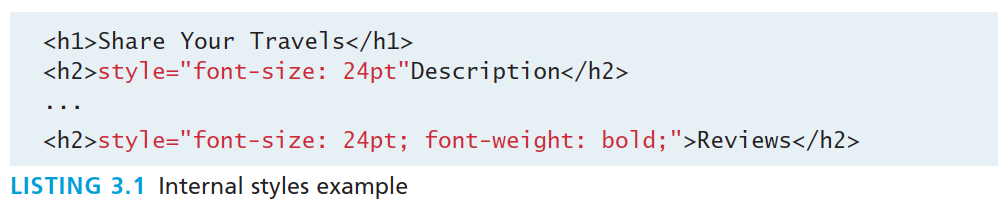 <h1>Share Your Travels</h1>
<h2>style="font-size: 24pt"Description</h2>
...
<h2>style="font-size: 24pt; font-weight: bold;">Reviews</h2>
LISTING 3.1 Internal styles example